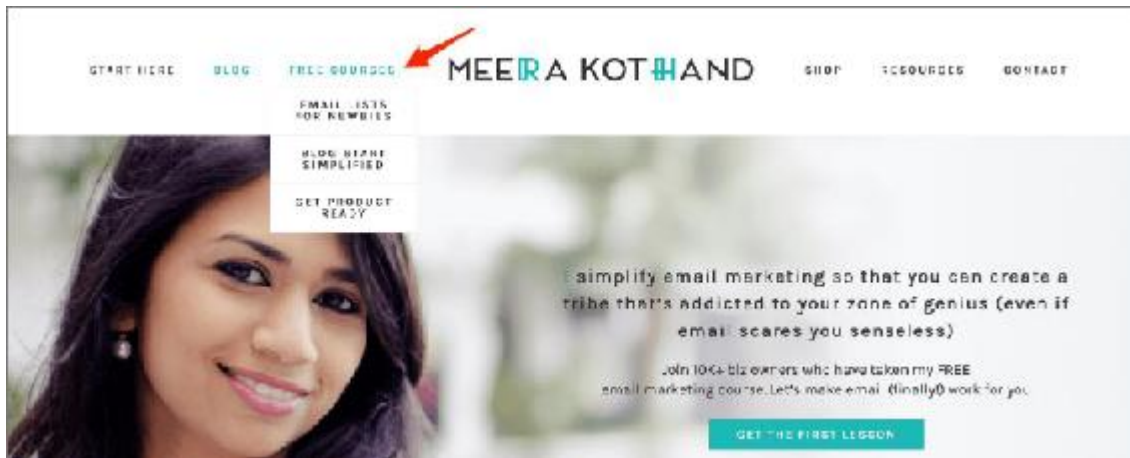 START HERE
BLOG
FREE COURSES
MEERA KOTHAND
SHOP
RESOURCES
CONTACT
EMAIL LISTS
FOR NEWBIES
BLOG START
SIMPLIFIED
GET PRODUCT
READY
I simplify email marketing so that you can create a
tribe that's addicted to your zone of genius (even if
email scares you senseless)
Join 10K+ biz owners who have taken my FREE
email marketing course. Let's make email (finally!) work for you
GET THE FIRST LESSON